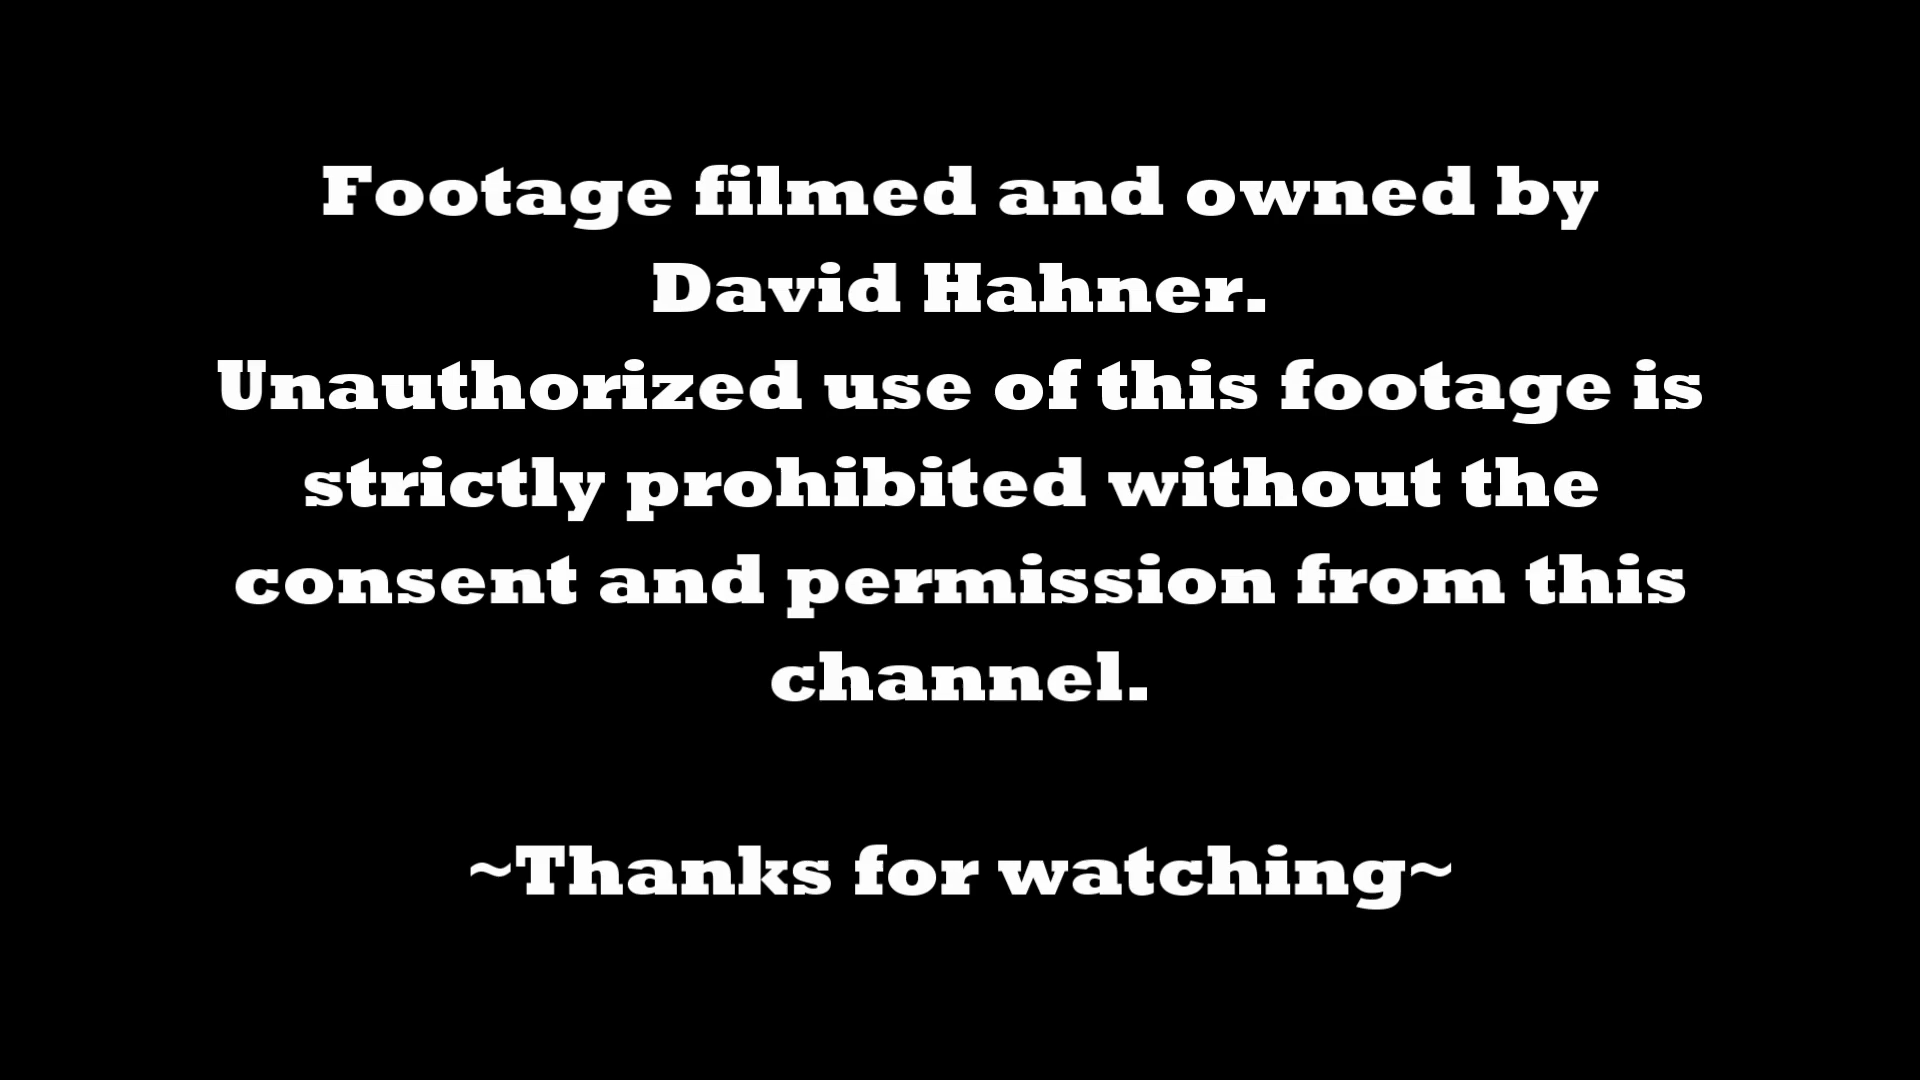 Footage filmed and owned by
David Hahner.
Unauthorized use of this footage is
strictly prohibited without the
consent and permission from this
channel.
~Thanks for watching~